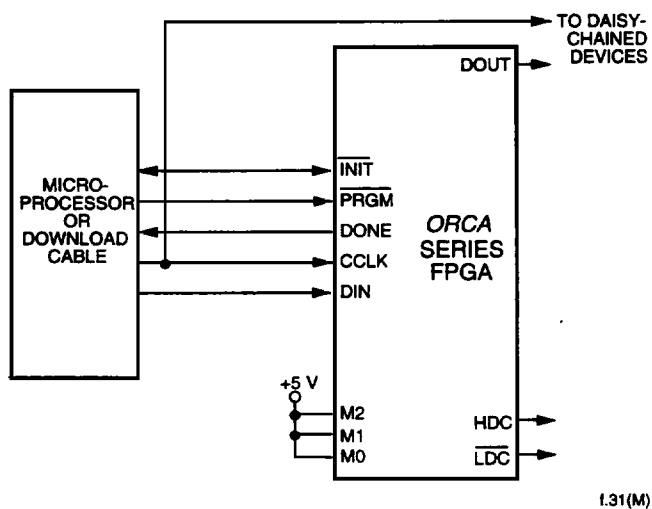 TO DAISY-
CHAINED
DEVICES
DOUT
MICRO-
PROCESSOR
OR
DOWNLOAD
CABLE
INIT
PRGM
DONE
CCLK
DIN
ORCA
SERIES
FPGA
+5 V
M2
M1
M0
HDC
LDC
f.31(M)